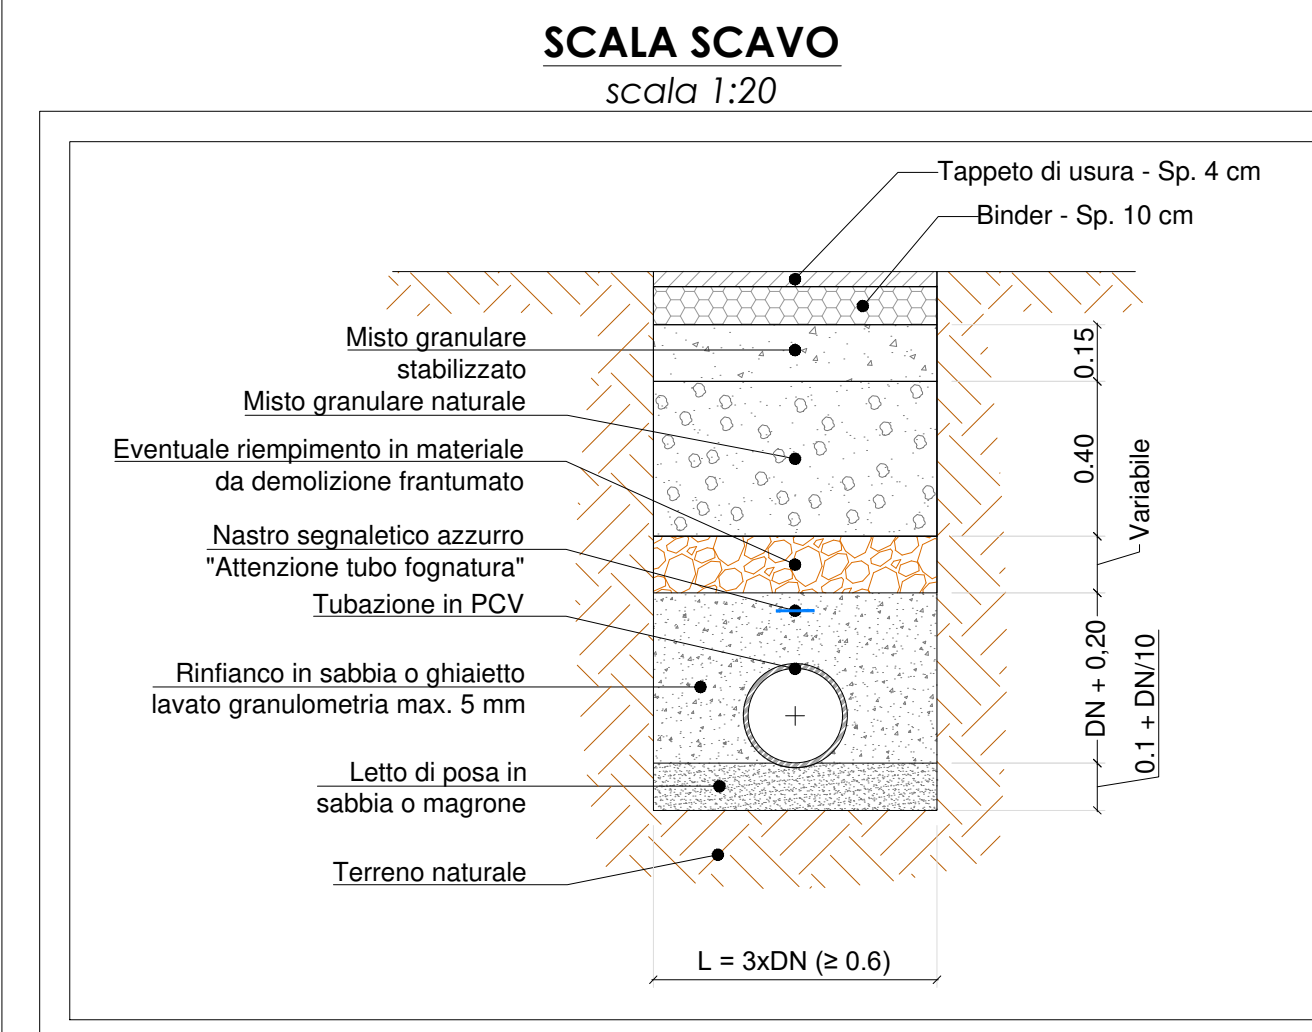 SCALA SCAVO
scala 1:20
Tappeto di usura - Sp. 4 cm
Binder - Sp. 10 cm
Misto granulare
stabilizzato
Misto granulare naturale
Eventuale riempimento in materiale
da demolizione frantumato
Nastro segnaletico azzurro
"Attenzione tubo fognatura"
Tubazione in PCV
Rinfianco in sabbia o ghiaietto
lavato granulometria max. 5 mm
Letto di posa in
sabbia o magrone
Terreno naturale
0.15
0.40
Variabile
DN + 0,20
0.1 + DN/10
L = 3xDN (≥ 0.6)